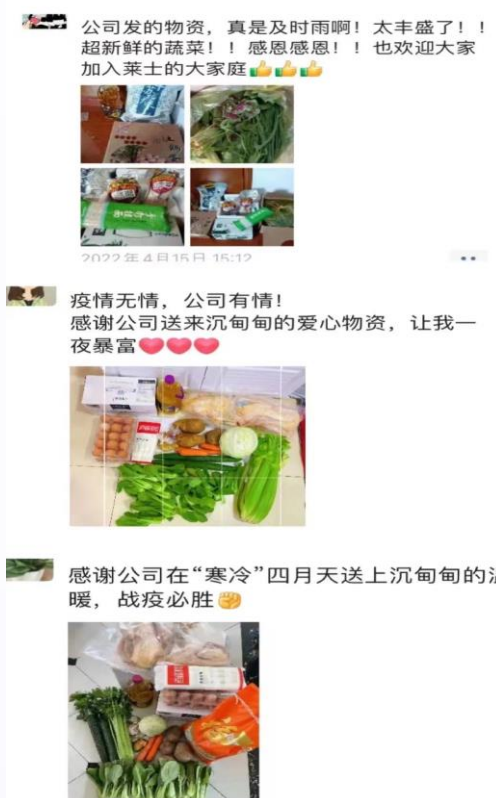 公司发的物资，真是及时雨啊！太丰盛了！！
超新鲜的蔬菜！！感恩感恩！！也欢迎大家
加入莱士的大家庭👍👍👍
2022年4月15日 15:12
疫情无情，公司有情！
感谢公司送来沉甸甸的爱心物资，让我一
夜暴富❤❤❤
感谢公司在“寒冷”四月天送上沉甸甸的温
暖，战疫必胜✊